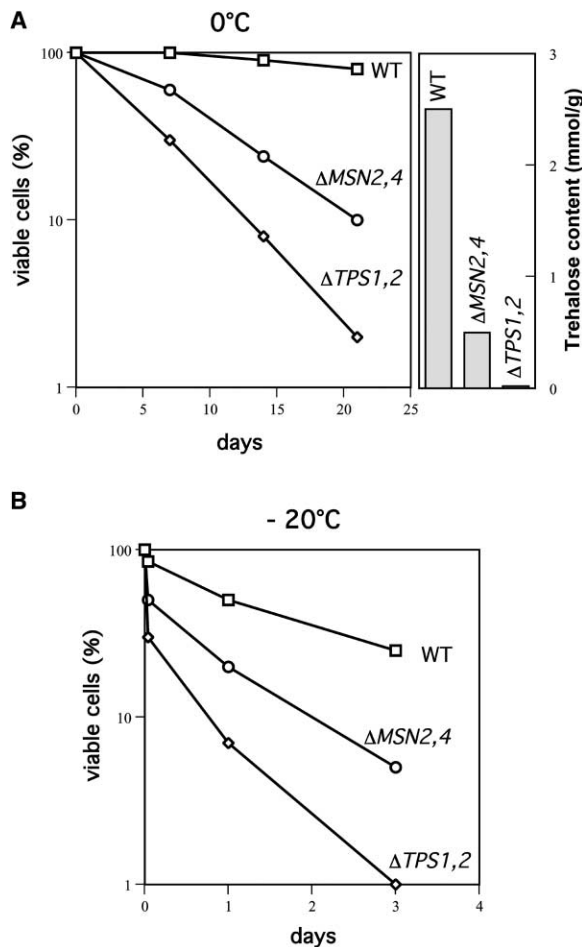 A
0°C
100
10
1
viable cells (%)
0
5
10
15
20
25
days
WT
ΔMSN2,4
ΔTPS1,2
WT
ΔMSN2,4
ΔTPS1,2
3
2
1
0
Trehalose content (mmol/g)
B
- 20°C
100
10
1
viable cells (%)
0
1
2
3
4
days
WT
ΔMSN2,4
ΔTPS1,2